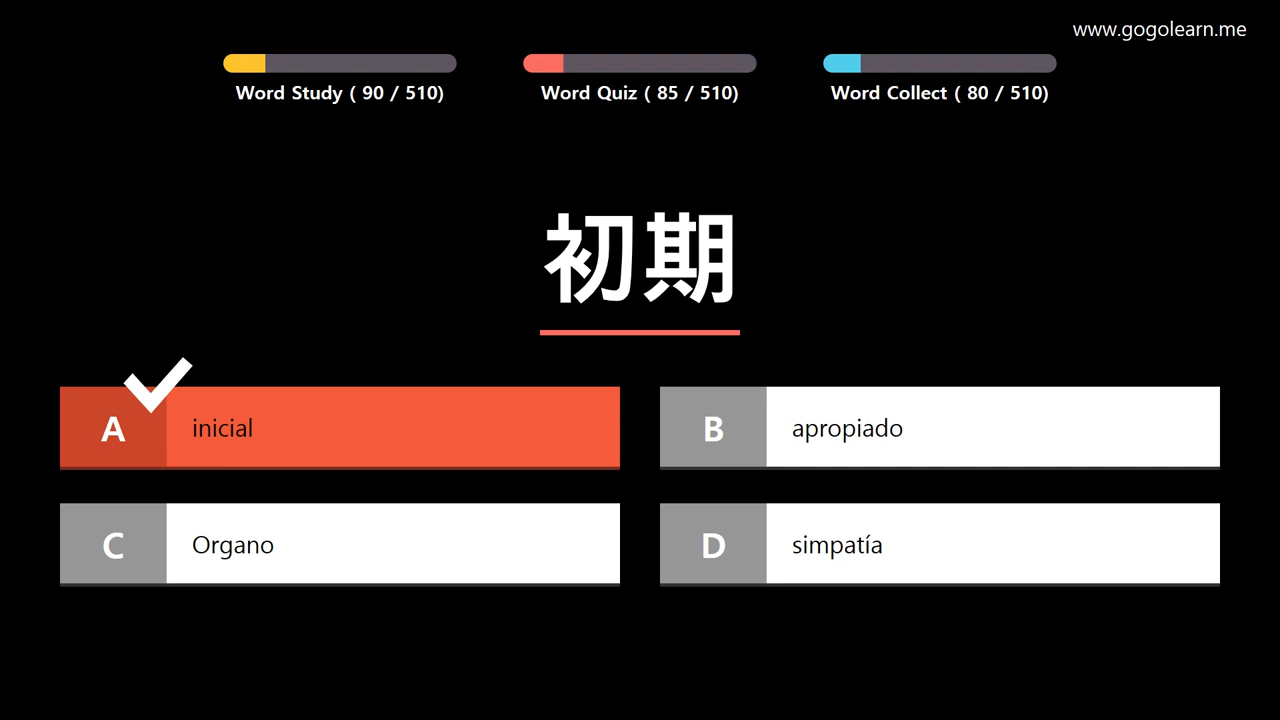 www.gogolearn.me
Word Study ( 90 / 510)
Word Quiz ( 85 / 510)
Word Collect ( 80 / 510)
初期
A inicial
B apropiado
C Organo
D simpatía